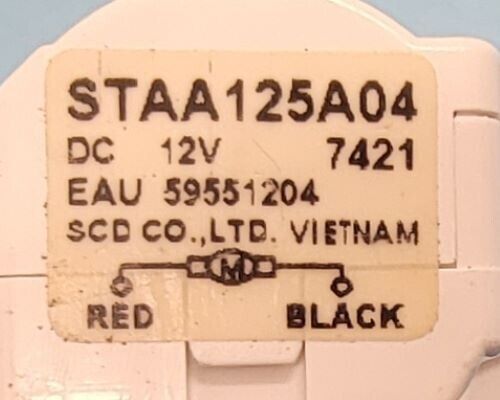 STAA125A04
DC 12V 7421
EAU 59551204
SCD CO.,LTD. VIETNAM
M
RED BLACK